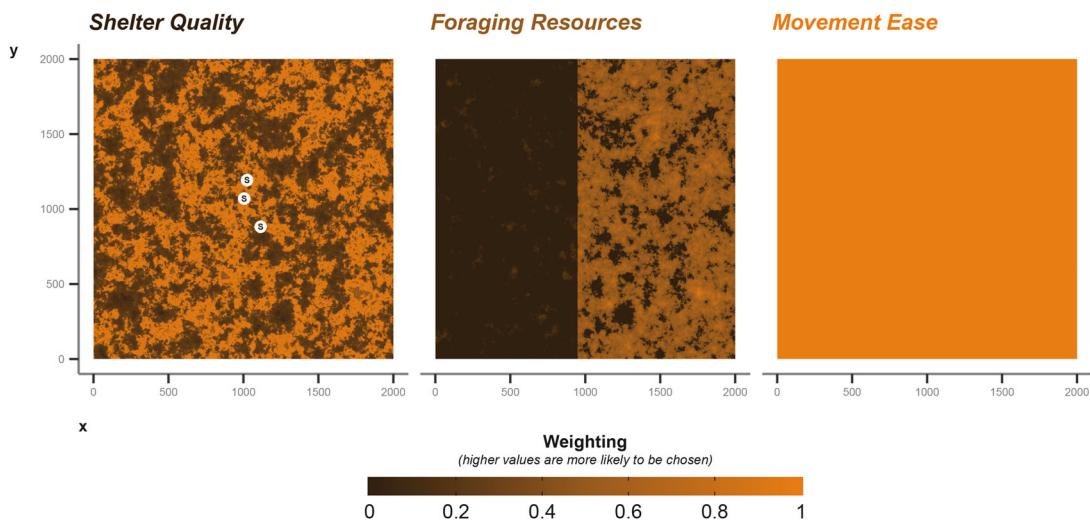 Shelter Quality Foraging Resources Movement Ease
y
2000
1500
1000
500
0
S
S
S
0 500 1000 1500 2000 0 500 1000 1500 2000 0 500 1000 1500 2000
x
Weighting
(higher values are more likely to be chosen)
0 0.2 0.4 0.6 0.8 1